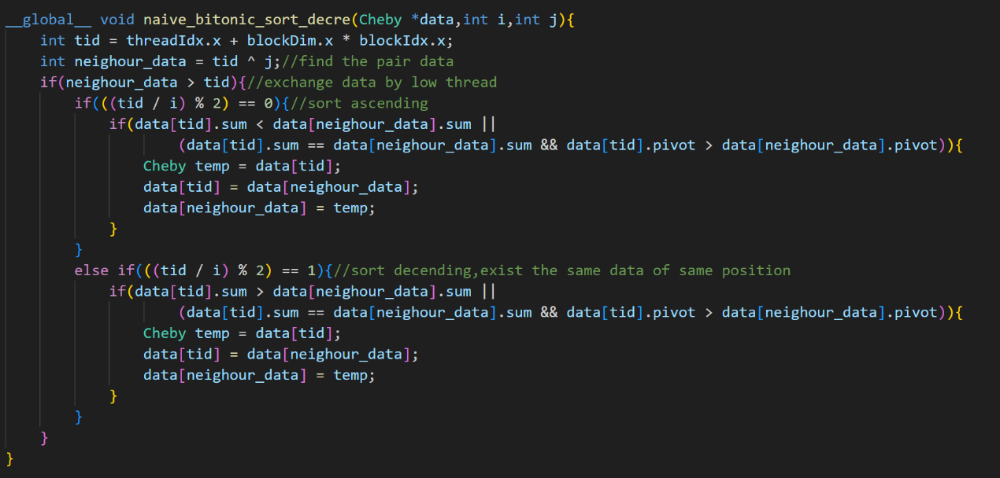 __global__ void naive_bitonic_sort_decre(Cheby *data,int i,int j){
    int tid = threadIdx.x + blockDim.x * blockIdx.x;
    int neighour_data = tid ^ j;//find the pair data
    if(neighour_data > tid){//exchange data by low thread
        if(((tid / i) % 2) == 0){//sort ascending
            if(data[tid].sum < data[neighour_data].sum ||
                    (data[tid].sum == data[neighour_data].sum && data[tid].pivot > data[neighour_data].pivot)){
                Cheby temp = data[tid];
                data[tid] = data[neighour_data];
                data[neighour_data] = temp;
            }
        }
        else if(((tid / i) % 2) == 1){//sort decending,exist the same data of same position
            if(data[tid].sum > data[neighour_data].sum ||
                    (data[tid].sum == data[neighour_data].sum && data[tid].pivot > data[neighour_data].pivot)){
                Cheby temp = data[tid];
                data[tid] = data[neighour_data];
                data[neighour_data] = temp;
            }
        }
    }
}